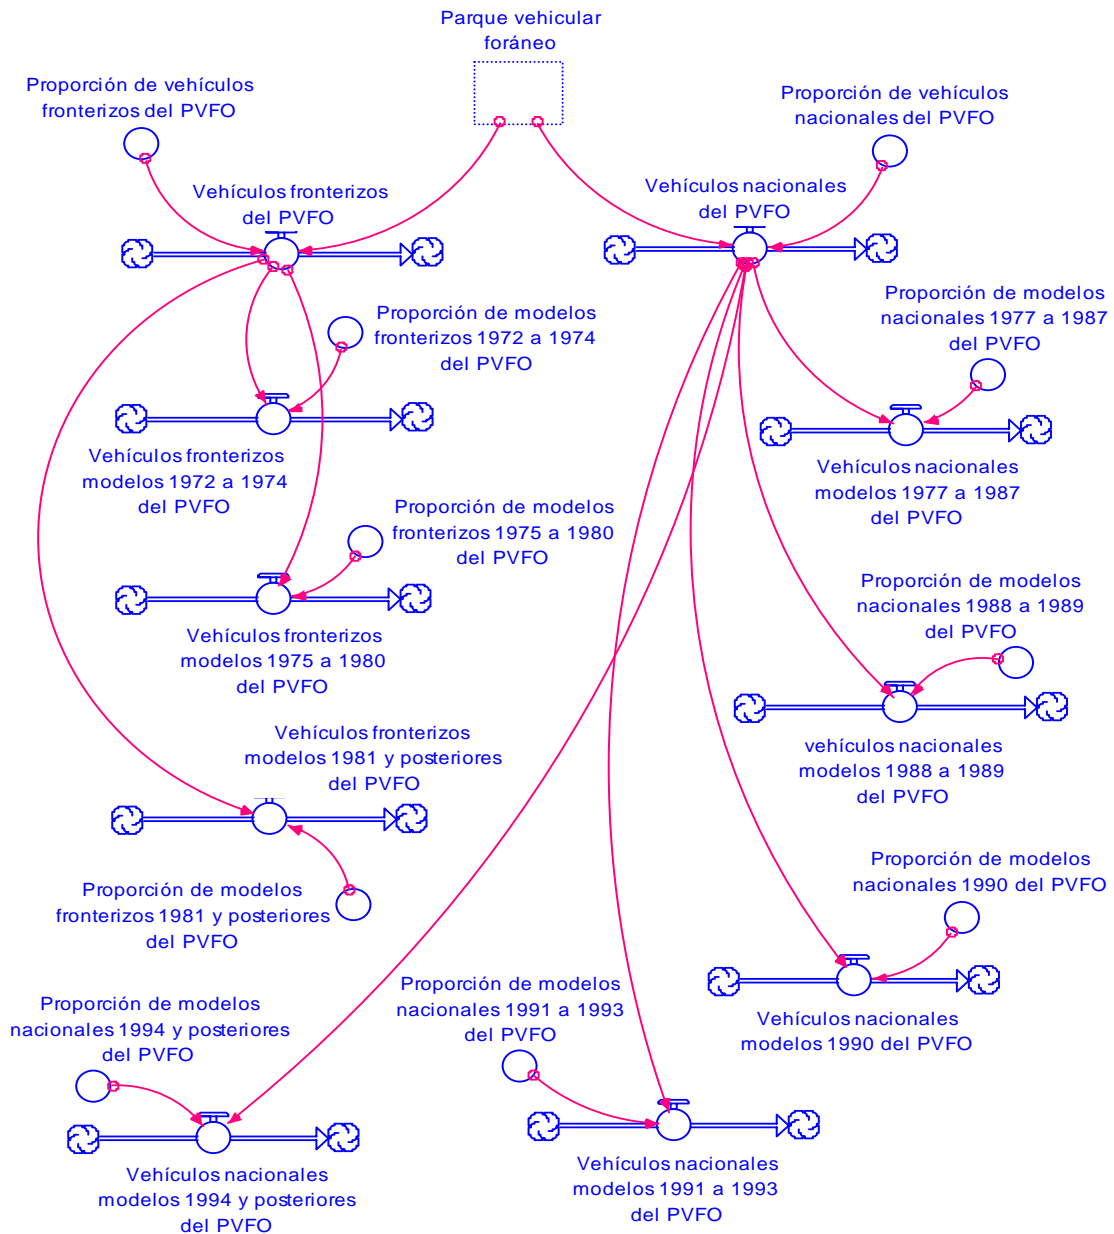 Parque vehicular
foráneo
Proporción de vehículos
fronterizos del PVFO
Proporción de vehículos
nacionales del PVFO
Vehículos fronterizos
del PVFO
Vehículos nacionales
del PVFO
Proporción de modelos
fronterizos 1972 a 1974
del PVFO
Proporción de modelos
nacionales 1977 a 1987
del PVFO
Vehículos fronterizos
modelos 1972 a 1974
del PVFO
Vehículos nacionales
modelos 1977 a 1987
del PVFO
Proporción de modelos
fronterizos 1975 a 1980
del PVFO
Proporción de modelos
nacionales 1988 a 1989
del PVFO
Vehículos fronterizos
modelos 1975 a 1980
del PVFO
Vehículos fronterizos
modelos 1981 y posteriores
del PVFO
vehículos nacionales
modelos 1988 a 1989
del PVFO
Proporción de modelos
fronterizos 1981 y posteriores
del PVFO
Proporción de modelos
nacionales 1990 del PVFO
Proporción de modelos
nacionales 1994 y posteriores
del PVFO
Proporción de modelos
nacionales 1991 a 1993
del PVFO
Vehículos nacionales
modelos 1990 del PVFO
Vehículos nacionales
modelos 1994 y posteriores
del PVFO
Vehículos nacionales
modelos 1991 a 1993
del PVFO